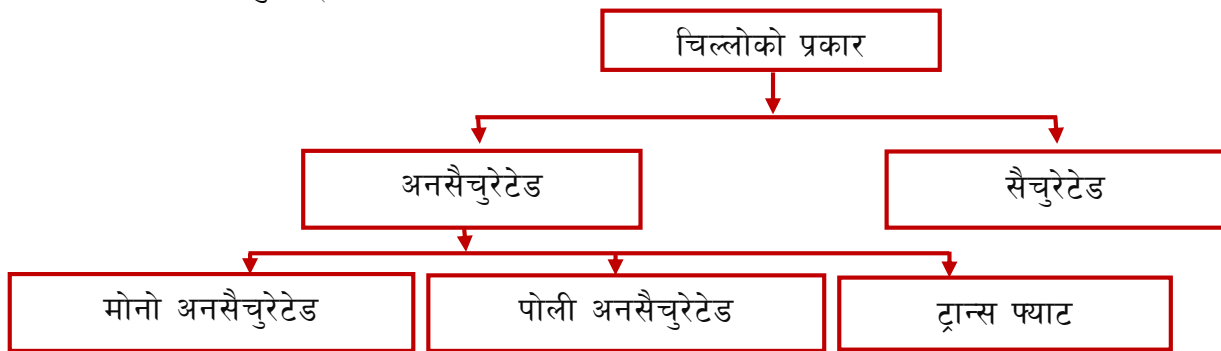 चिल्लोको प्रकार
अनसैचुरेटेड
सैचुरेटेड
मोनो अनसैचुरेटेड
पोली अनसैचुरेटेड
ट्रान्स फ्याट